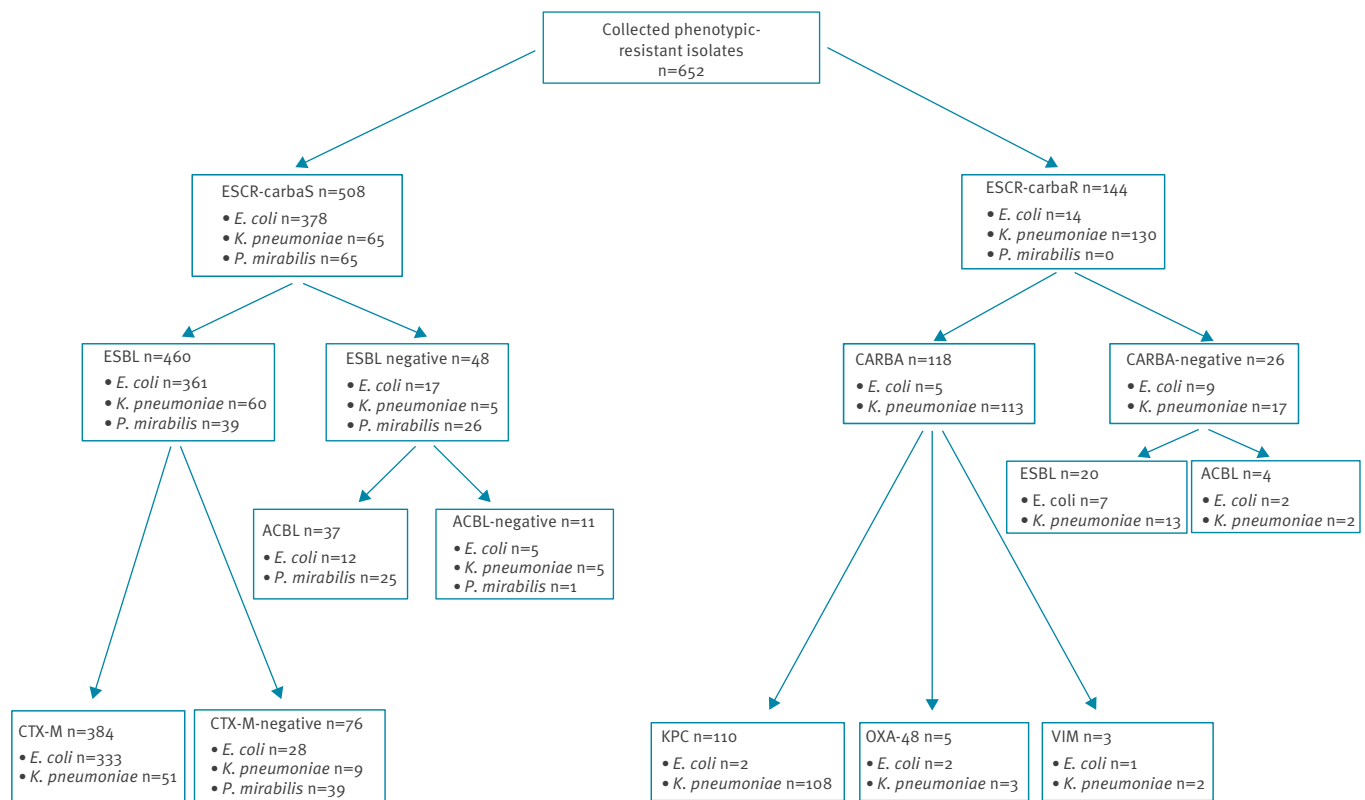 Collected phenotypic-
resistant isolates
n=652
ESCR-carbaS n=508
• E. coli n=378
• K. pneumoniae n=65
• P. mirabilis n=65
ESCR-carbaR n=144
• E. coli n=14
• K. pneumoniae n=130
• P. mirabilis n=0
ESBL n=460
• E. coli n=361
• K. pneumoniae n=60
• P. mirabilis n=39
ESBL negative n=48
• E. coli n=17
• K. pneumoniae n=5
• P. mirabilis n=26
CARBA n=118
• E. coli n=5
• K. pneumoniae n=113
CARBA-negative n=26
• E. coli n=9
• K. pneumoniae n=17
ACBL n=37
• E. coli n=12
• P. mirabilis n=25
ACBL-negative n=11
• E. coli n=5
• K. pneumoniae n=5
• P. mirabilis n=1
ESBL n=20
• E. coli n=7
• K. pneumoniae n=13
ACBL n=4
• E. coli n=2
• K. pneumoniae n=2
CTX-M n=384
• E. coli n=333
• K. pneumoniae n=51
CTX-M-negative n=76
• E. coli n=28
• K. pneumoniae n=9
• P. mirabilis n=39
KPC n=110
• E. coli n=2
• K. pneumoniae n=108
OXA-48 n=5
• E. coli n=2
• K. pneumoniae n=3
VIM n=3
• E. coli n=1
• K. pneumoniae n=2